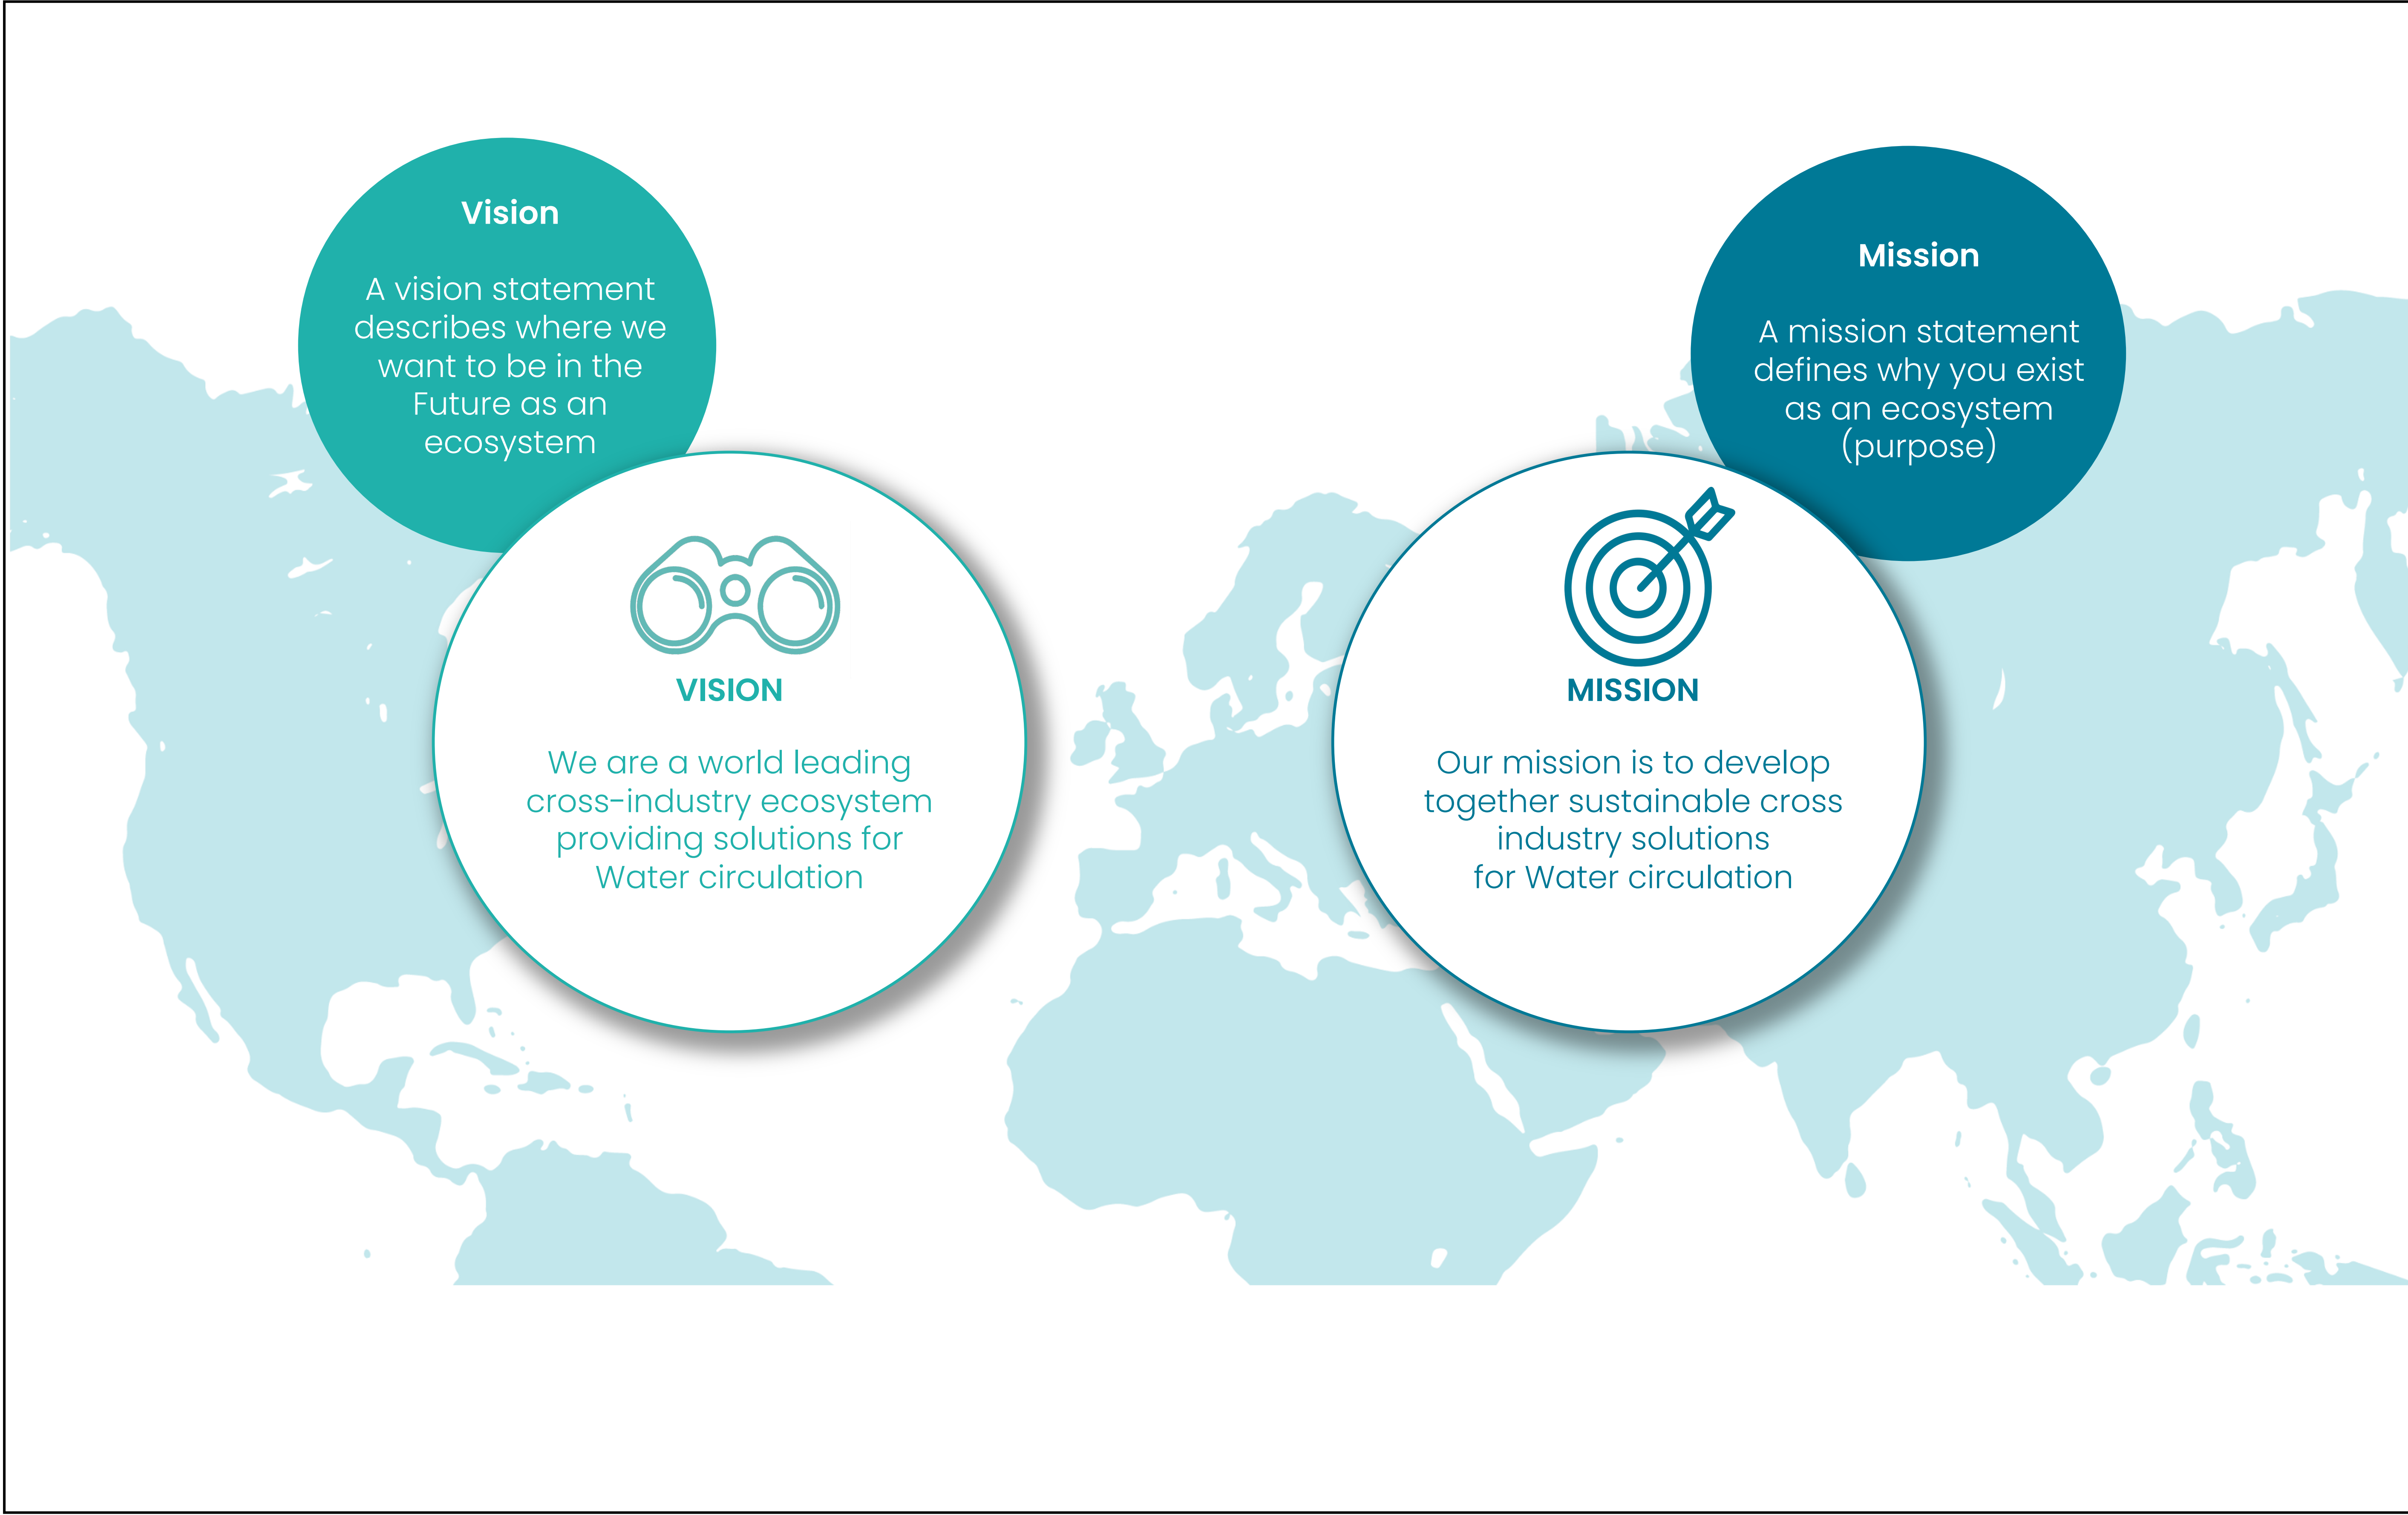 Vision
A vision statement
describes where we
want to be in the
Future as an
ecosystem
VISION
We are a world leading
cross-industry ecosystem
providing solutions for
Water circulation
Mission
A mission statement
defines why you exist
as an ecosystem
(purpose)
MISSION
Our mission is to develop
together sustainable cross
industry solutions
for Water circulation